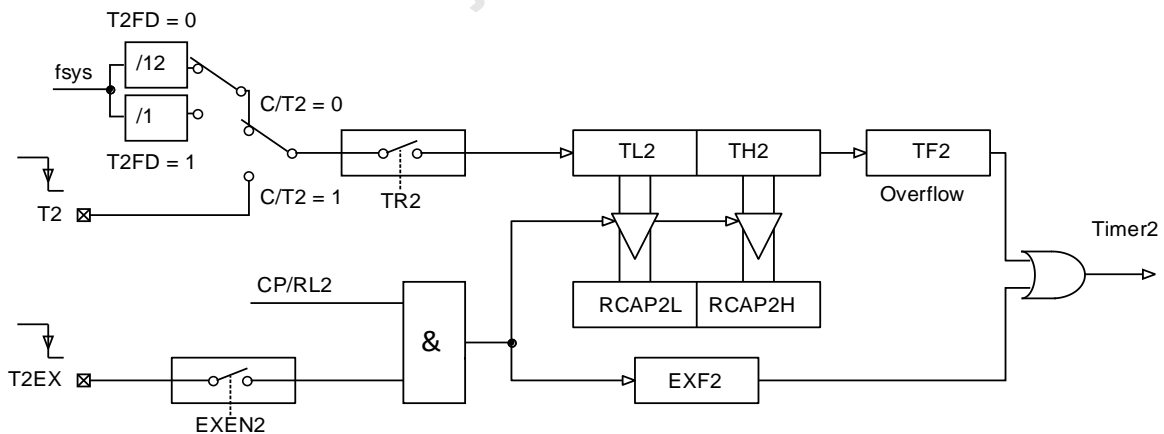 T2FD = 0
/12
fsys
C/T2 = 0
/1
T2FD = 1
TL2
TH2
TF2
C/T2 = 1
TR2
Overflow
T2
Timer2
CP/RL2
RCAP2L
RCAP2H
&
T2EX
EXF2
EXEN2